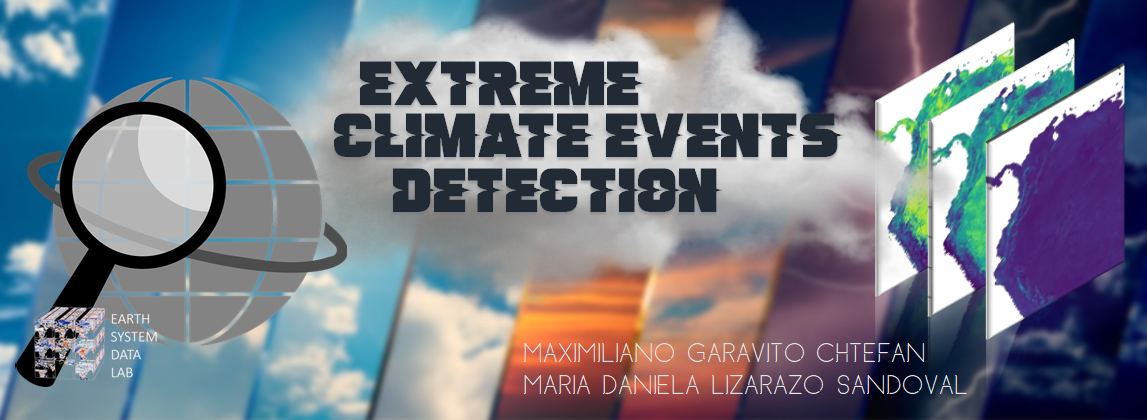 EXTREME
CLIMATE EVENTS
DETECTION
EARTH
SYSTEM
DATA
LAB
MAXIMILIANO GARAVITO CHTEFAN
MARIA DANIELA LIZARAZO SANDOVAL